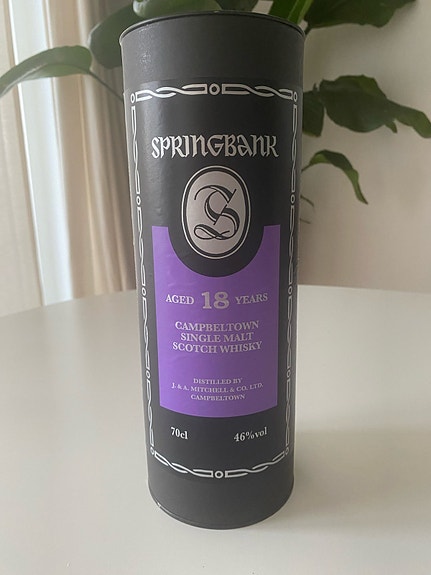 SPRINGBANK
S
AGED 18 YEARS
CAMPBELTOWN
SINGLE MALT
SCOTCH WHISKY
DISTILLED BY
J. & A. MITCHELL & CO. LTD.
CAMPBELTOWN
70cl 46%vol